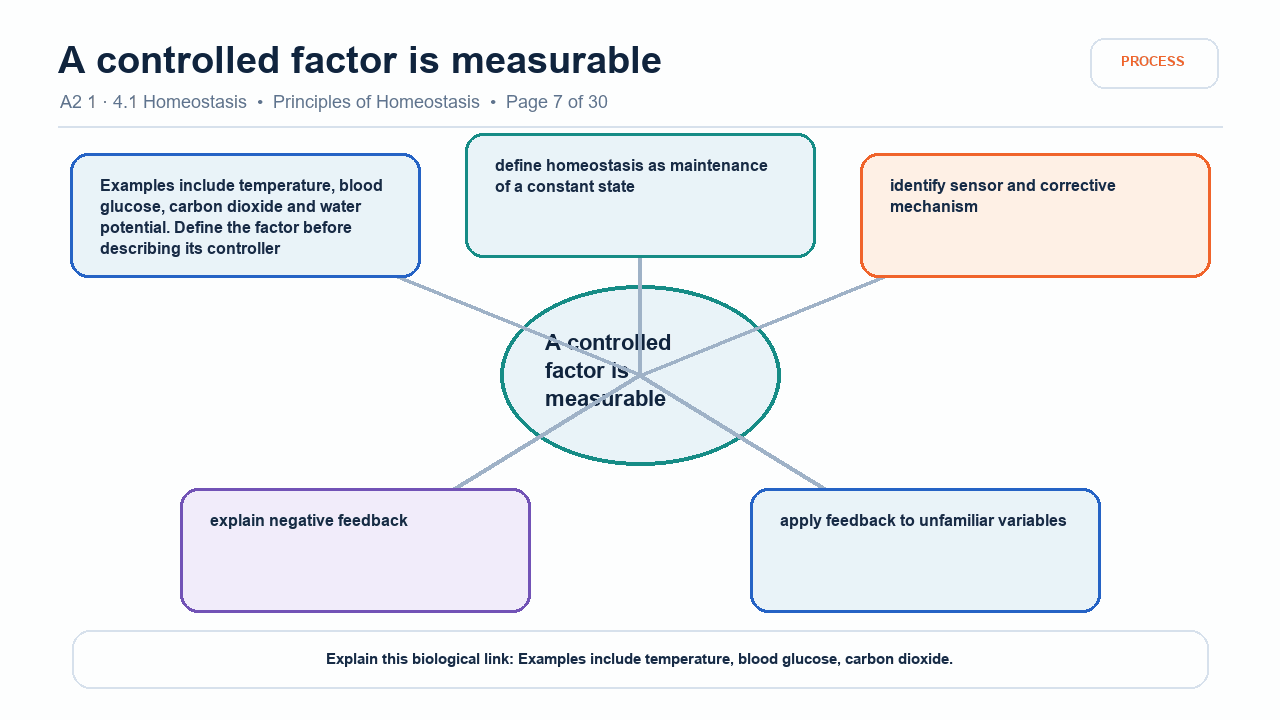 A controlled factor is measurable
PROCESS
A2 1 · 4.1 Homeostasis • Principles of Homeostasis • Page 7 of 30
Examples include temperature, blood
glucose, carbon dioxide and water
potential. Define the factor before
describing its controller
define homeostasis as maintenance
of a constant state
identify sensor and corrective
mechanism
A controlled
factor is
measurable
explain negative feedback
apply feedback to unfamiliar variables
Explain this biological link: Examples include temperature, blood glucose, carbon dioxide.